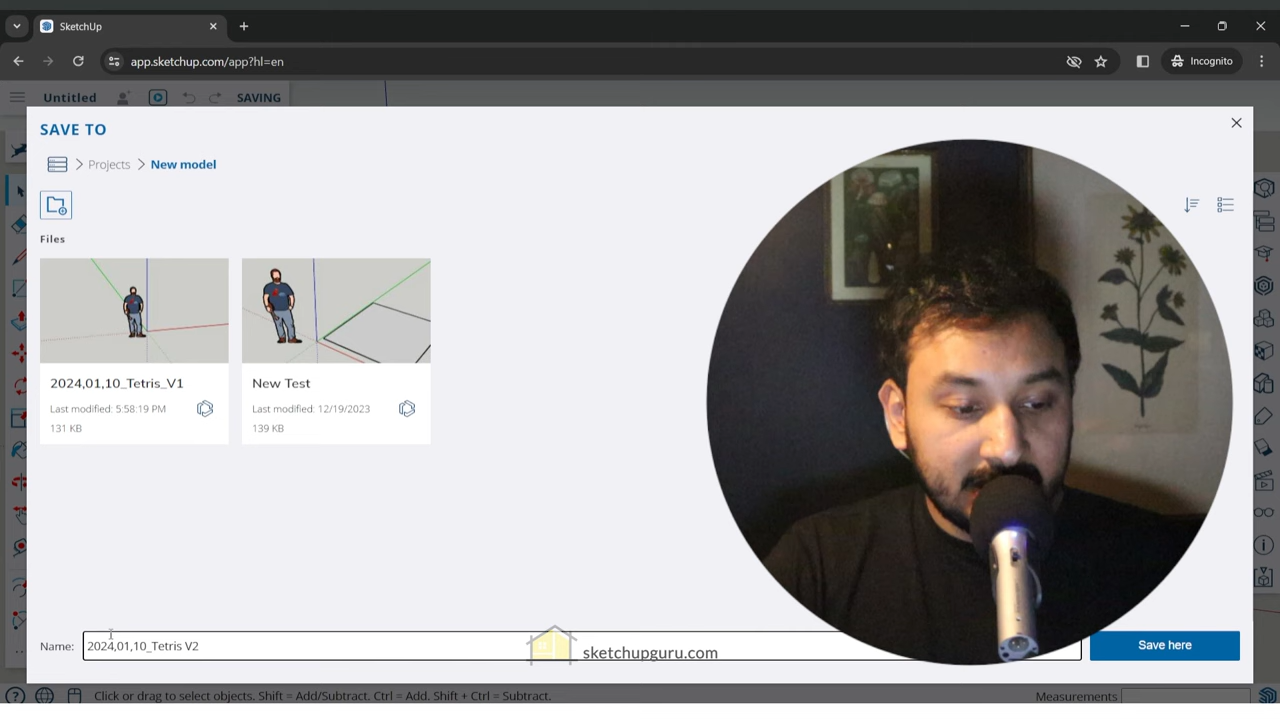 SketchUp
app.sketchup.com/app?hl=en
Incognito
Untitled
SAVING
SAVE TO
Projects
New model
Files
2024,01,10_Tetris_V1
Last modified: 5:58:19 PM
131 KB
New Test
Last modified: 12/19/2023
139 KB
Name:
2024,01,10_Tetris V2
sketchupguru.com
Save here
Click or drag to select objects. Shift = Add/Subtract. Ctrl = Add. Shift + Ctrl = Subtract.
Measurements